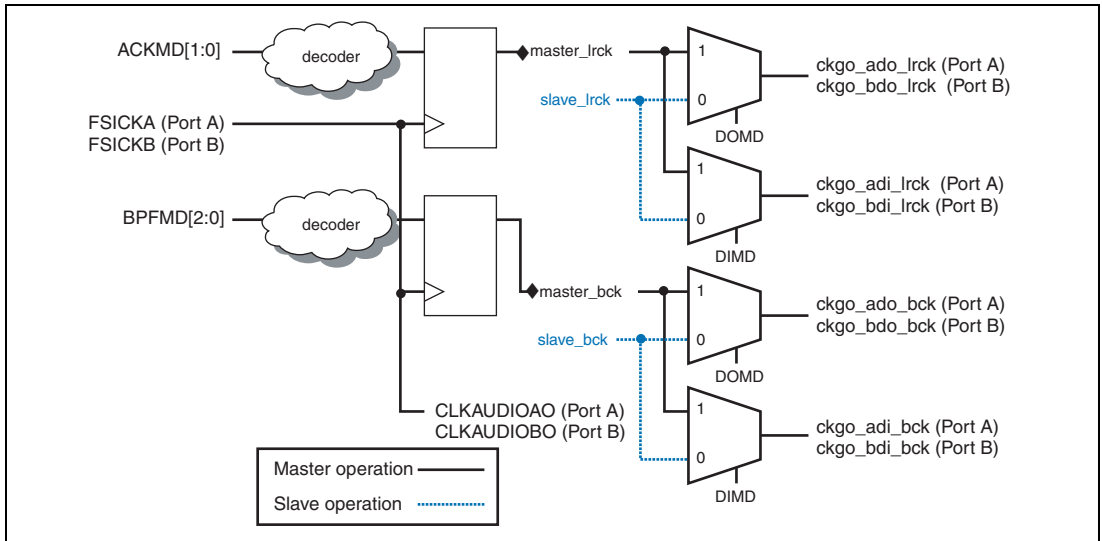 ACKMD[1:0]
decoder
master_lrck
1
slave_lrck
0
DOMD
ckgo_ado_lrck (Port A)
ckgo_bdo_lrck (Port B)
FSICKA (Port A)
FSICKB (Port B)
1
0
DIMD
ckgo_adi_lrck (Port A)
ckgo_bdi_lrck (Port B)
BPFMD[2:0]
decoder
master_bck
1
slave_bck
0
DOMD
ckgo_ado_bck (Port A)
ckgo_bdo_bck (Port B)
CLKAUDIOAO (Port A)
CLKAUDIOBO (Port B)
1
0
DIMD
ckgo_adi_bck (Port A)
ckgo_bdi_bck (Port B)
Master operation
Slave operation